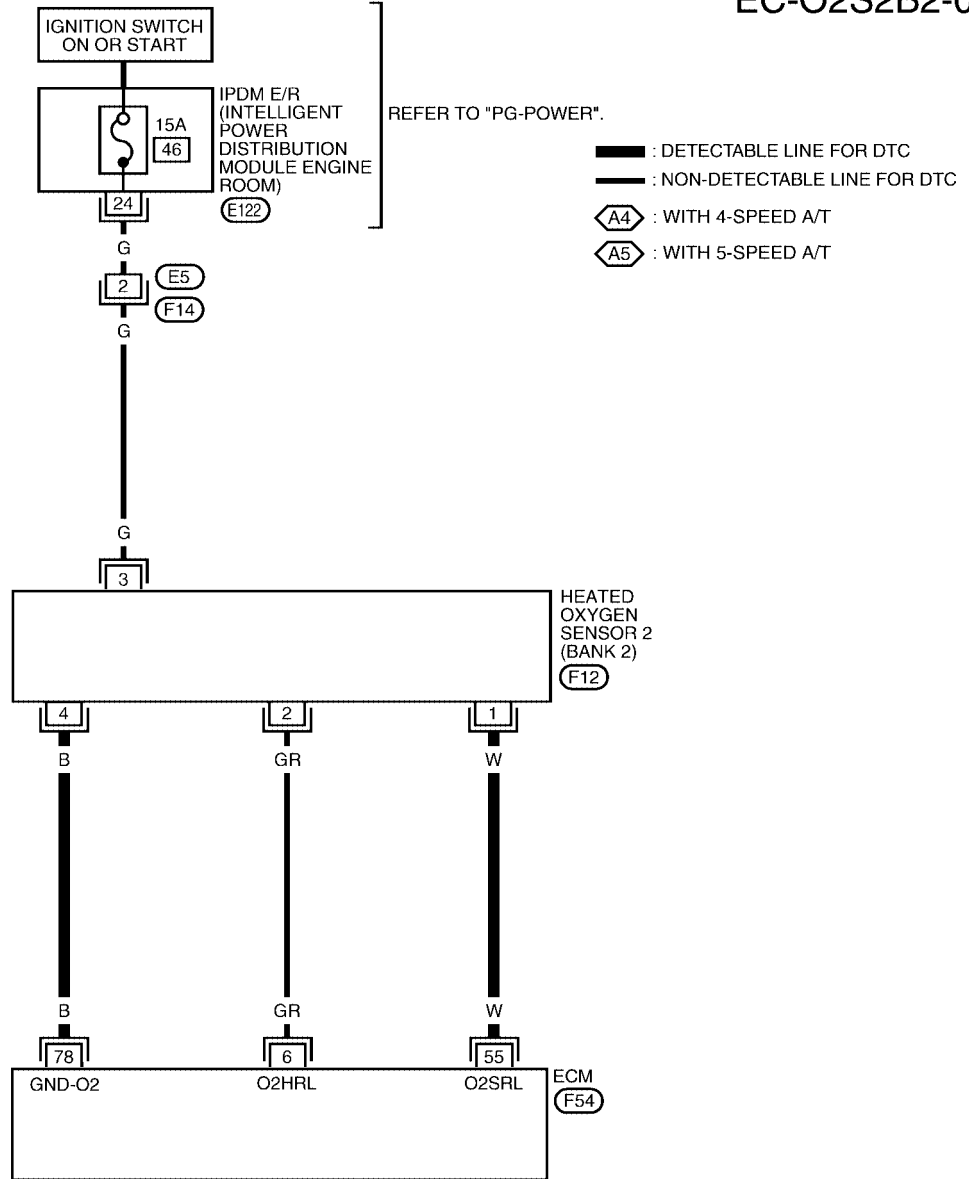 EC-O2S2B2-0
IGNITION SWITCH
ON OR START
IPDM E/R
(INTELLIGENT
POWER
DISTRIBUTION
MODULE ENGINE
ROOM)
E122
15A
46
24
REFER TO "PG-POWER".
: DETECTABLE LINE FOR DTC
: NON-DETECTABLE LINE FOR DTC
A4 : WITH 4-SPEED A/T
A5 : WITH 5-SPEED A/T
G
2
E5
F14
G
G
3
HEATED
OXYGEN
SENSOR 2
(BANK 2)
F12
4 2 1
B GR W
B GR W
78 6 55
GND-O2 O2HRL O2SRL
ECM
F54